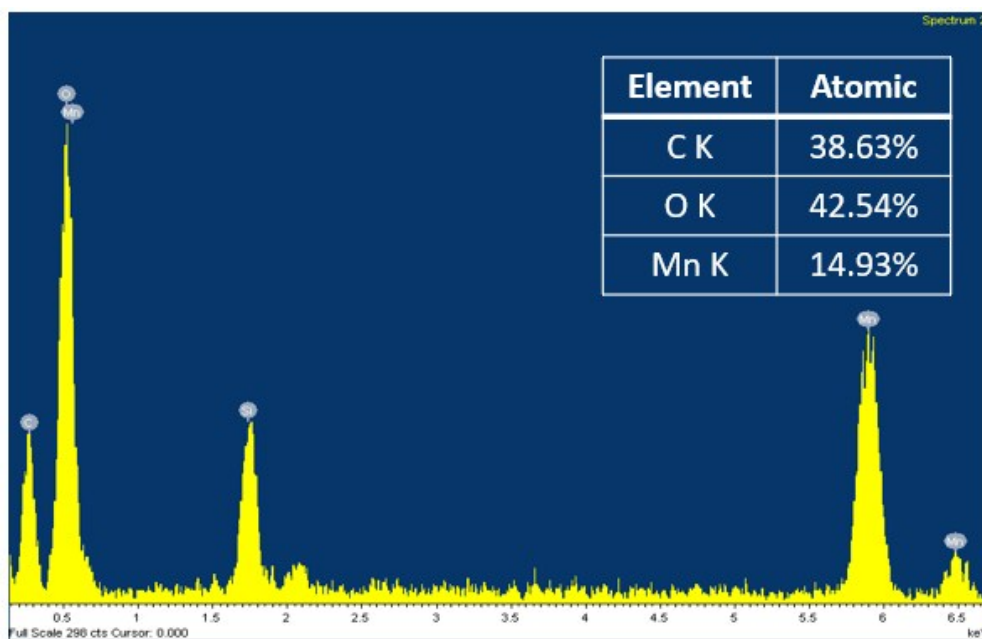 Spectrum
Element Atomic
C K 38.63%
O K 42.54%
Mn K 14.93%
O
Mn
C
Si
Mn
Mn
0.5 1 1.5 2 2.5 3 3.5 4 4.5 5 5.5 6 6.5
Full Scale 298 cts Cursor: 0.000